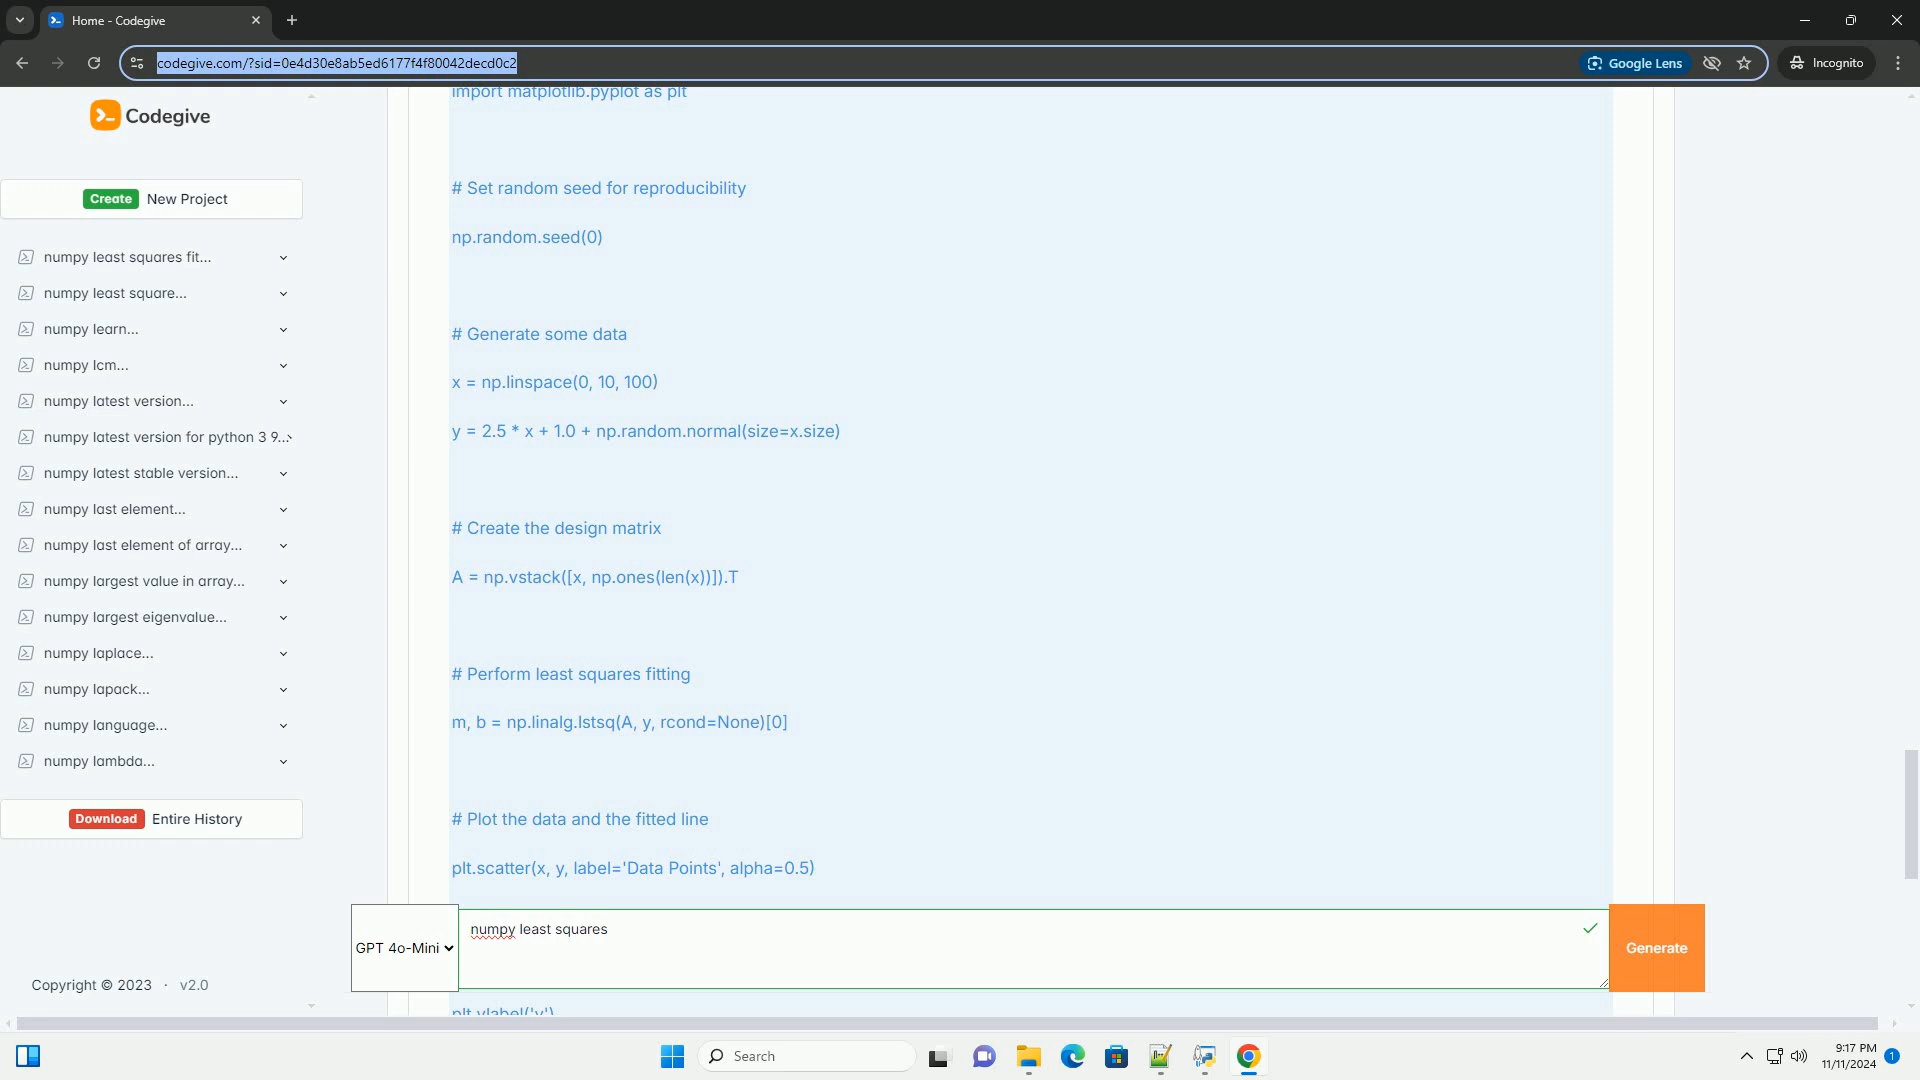 Home - Codegive
codegive.com/?sid=0e4d30e8ab5ed6177f4f80042decd0c2
Google Lens
Incognito
Codegive
Create New Project
numpy least squares fit...
numpy least square...
numpy learn...
numpy lcm...
numpy latest version...
numpy latest version for python 3 9...
numpy latest stable version...
numpy last element...
numpy last element of array...
numpy largest value in array...
numpy largest eigenvalue...
numpy laplace...
numpy lapack...
numpy language...
numpy lambda...
Download Entire History
Copyright © 2023 · v2.0
import matplotlib.pyplot as plt
# Set random seed for reproducibility
np.random.seed(0)
# Generate some data
x = np.linspace(0, 10, 100)
y = 2.5 * x + 1.0 + np.random.normal(size=x.size)
# Create the design matrix
A = np.vstack([x, np.ones(len(x))]).T
# Perform least squares fitting
m, b = np.linalg.lstsq(A, y, rcond=None)[0]
# Plot the data and the fitted line
plt.scatter(x, y, label='Data Points', alpha=0.5)
GPT 4o-Mini
numpy least squares
Generate
plt.ylabel('y')
Search
9:17 PM
11/11/2024
1